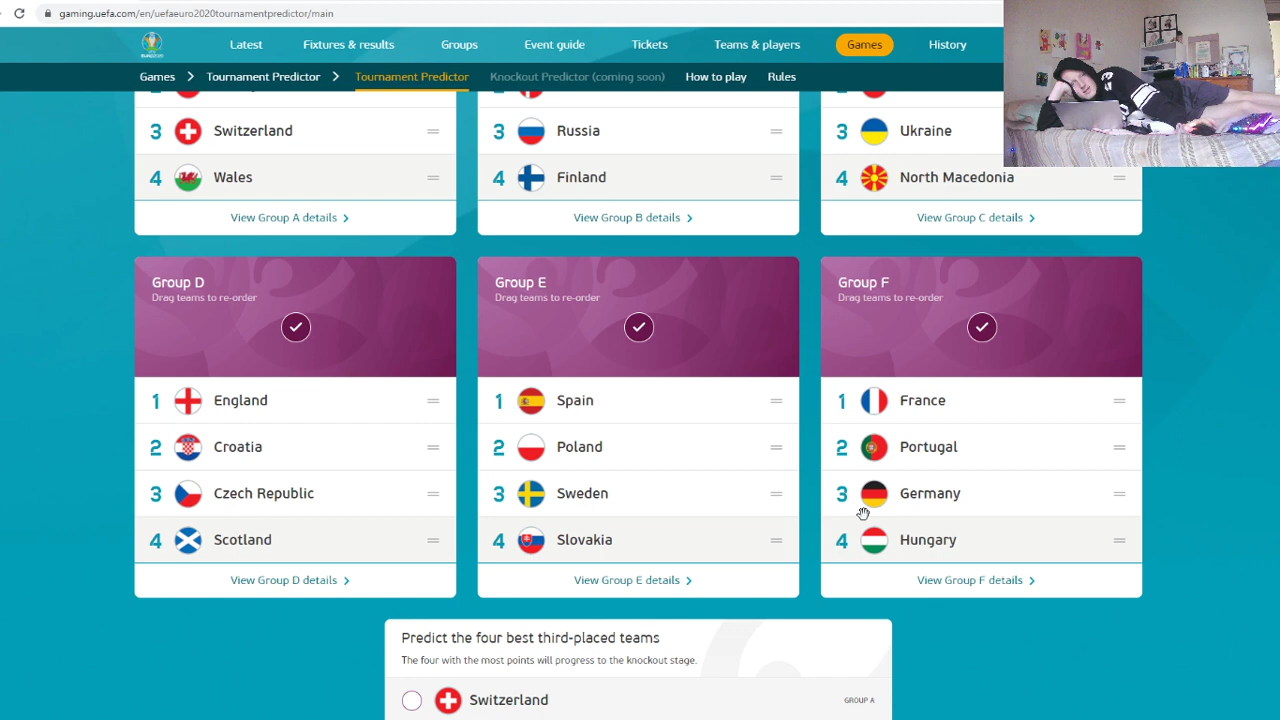 gaming.uefa.com/en/uefaeuro2020tournamentpredictor/main
Latest Fixtures & results Groups Event guide Tickets Teams & players Games History
Games Tournament Predictor Tournament Predictor Knockout Predictor (coming soon) How to play Rules
3 Switzerland
4 Wales
View Group A details
3 Russia
4 Finland
View Group B details
3 Ukraine
4 North Macedonia
View Group C details
Group D
Drag teams to re-order
1 England
2 Croatia
3 Czech Republic
4 Scotland
View Group D details
Group E
Drag teams to re-order
1 Spain
2 Poland
3 Sweden
4 Slovakia
View Group E details
Group F
Drag teams to re-order
1 France
2 Portugal
3 Germany
4 Hungary
View Group F details
Predict the four best third-placed teams
The four with the most points will progress to the knockout stage.
Switzerland GROUP A